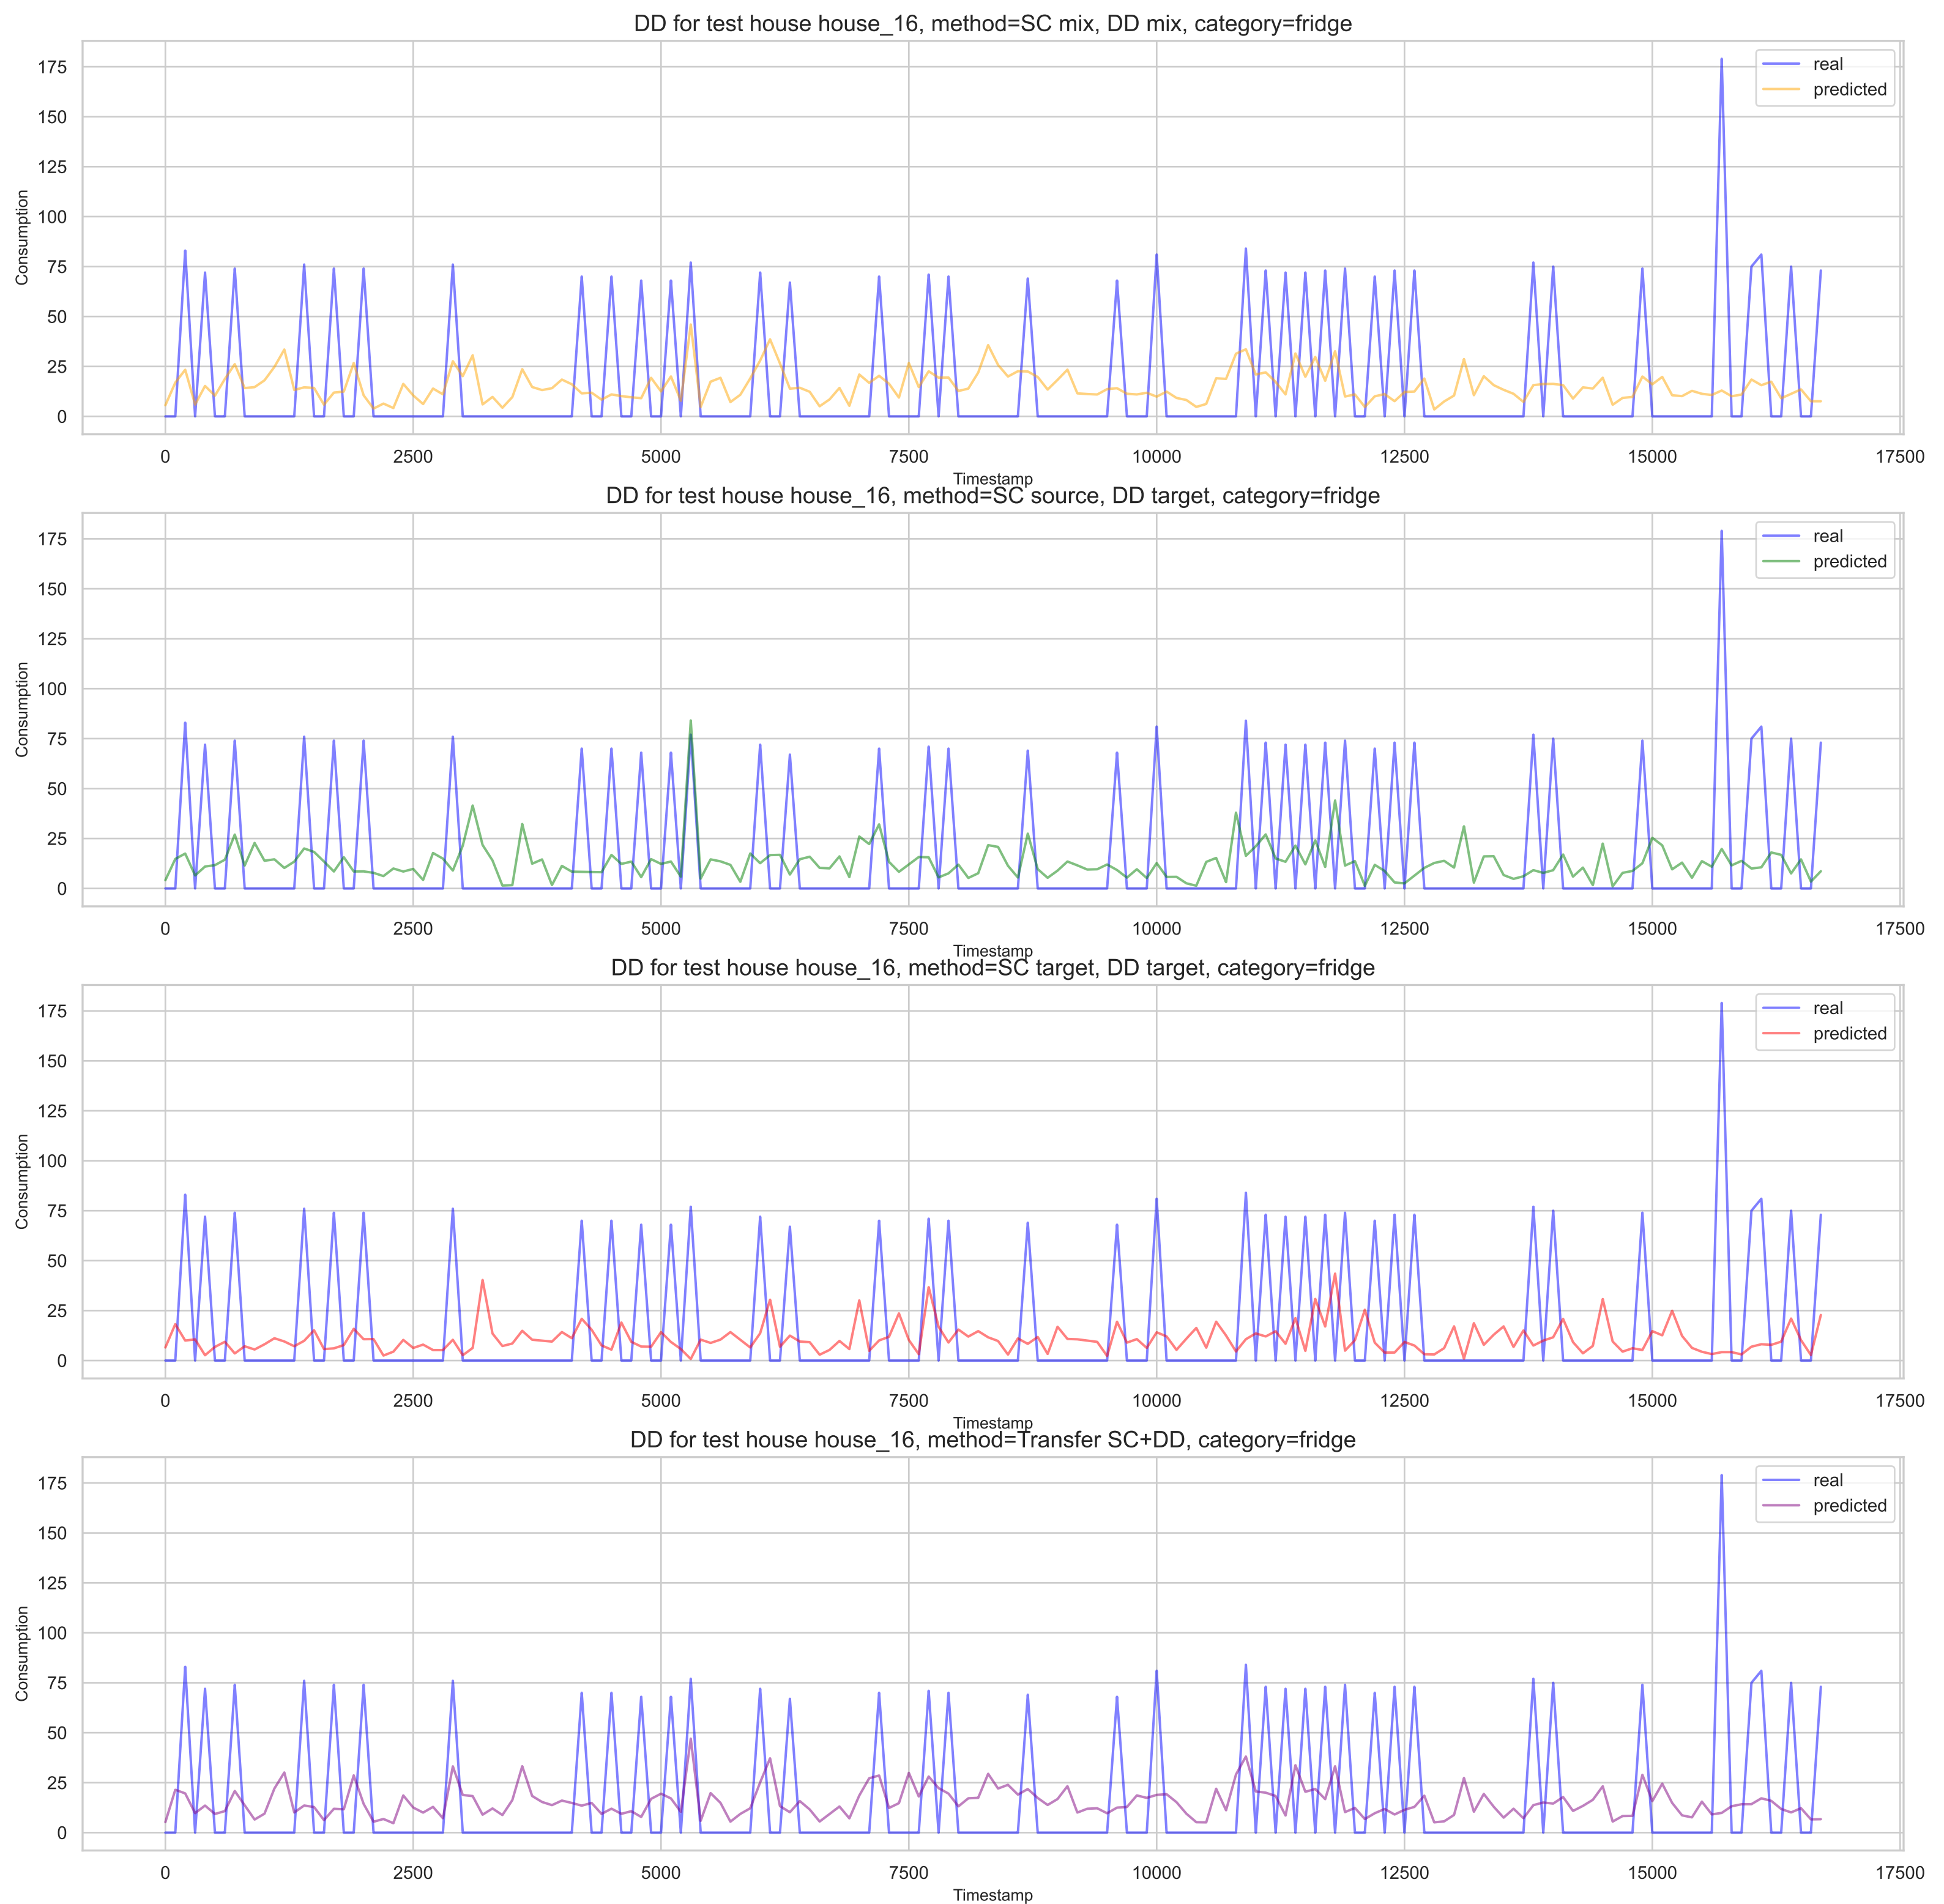 DD for test house house_16, method=SC mix, DD mix, category=fridge
175
150
125
100
75
50
25
0
Consumption
real
predicted
0 2500 5000 7500 10000 12500 15000 17500
Timestamp
DD for test house house_16, method=SC source, DD target, category=fridge
175
150
125
100
75
50
25
0
Consumption
real
predicted
0 2500 5000 7500 10000 12500 15000 17500
Timestamp
DD for test house house_16, method=SC target, DD target, category=fridge
175
150
125
100
75
50
25
0
Consumption
real
predicted
0 2500 5000 7500 10000 12500 15000 17500
Timestamp
DD for test house house_16, method=Transfer SC+DD, category=fridge
175
150
125
100
75
50
25
0
Consumption
real
predicted
0 2500 5000 7500 10000 12500 15000 17500
Timestamp